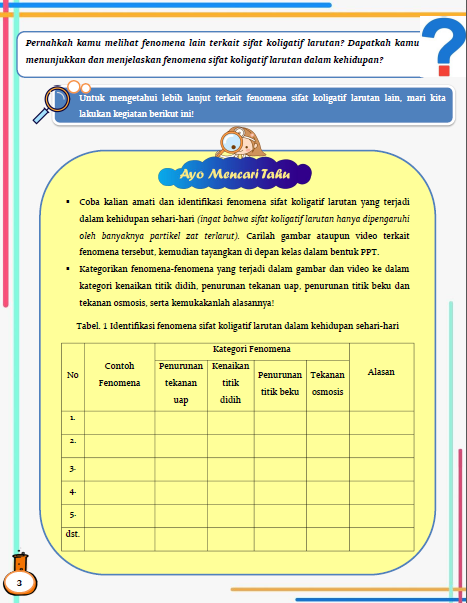 Pernahkah kamu melihat fenomena lain terkait sifat koligatif larutan? Dapatkah kamu
menunjukkan dan menjelaskan fenomena sifat koligatif larutan dalam kehidupan?
?
Untuk mengetahui lebih lanjut terkait fenomena sifat koligatif larutan lain, mari kita
lakukan kegiatan berikut ini!
Ayo Mencari Tahu
▪ Coba kalian amati dan identifikasi fenomena sifat koligatif larutan yang terjadi
dalam kehidupan sehari-hari (ingat bahwa sifat koligatif larutan hanya dipengaruhi
oleh banyaknya partikel zat terlarut). Carilah gambar ataupun video terkait
fenomena tersebut, kemudian tayangkan di depan kelas dalam bentuk PPT.
▪ Kategorikan fenomena-fenomena yang terjadi dalam gambar dan video ke dalam
kategori kenaikan titik didih, penurunan tekanan uap, penurunan titik beku dan
tekanan osmosis, serta kemukakanlah alasannya!
Tabel. 1 Identifikasi fenomena sifat koligatif larutan dalam kehidupan sehari-hari
No
Contoh
Fenomena
Kategori Fenomena
Penurunan
tekanan
uap
Kenaikan
titik
didih
Penurunan
titik beku
Tekanan
osmosis
Alasan
1.
2.
3.
4.
5.
dst.
3